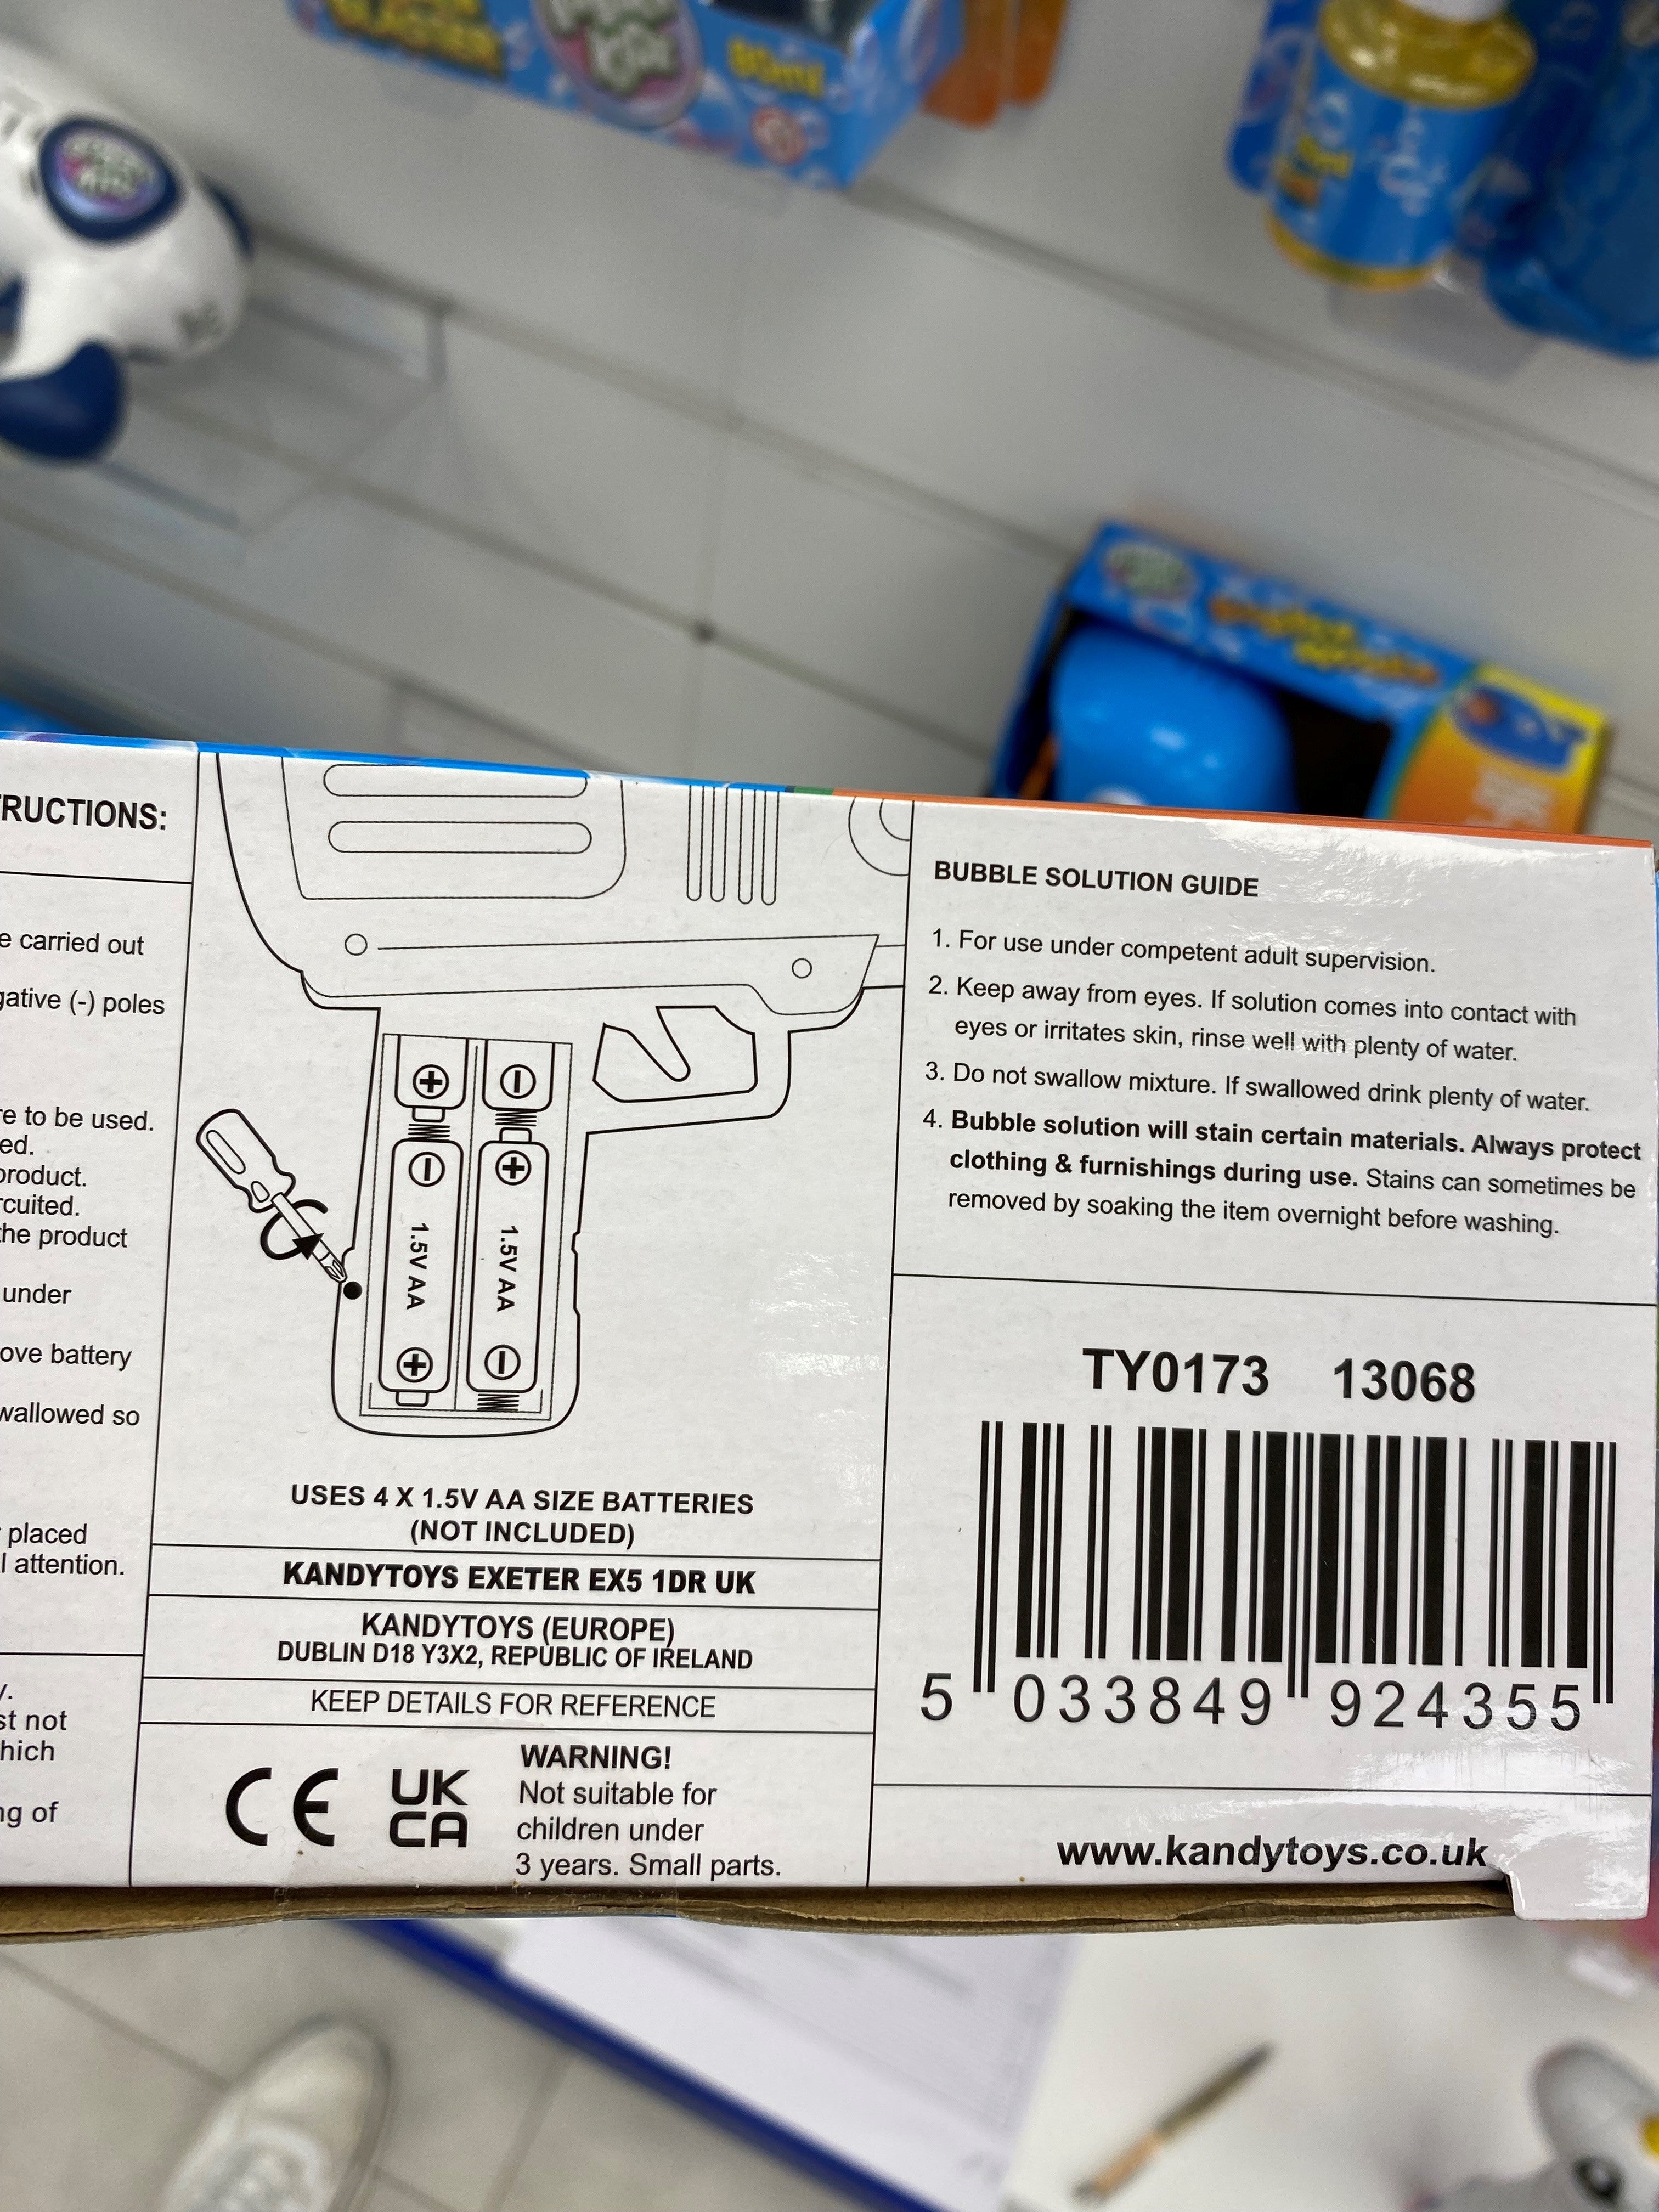 80ml
RUCTIONS:
e carried out
gative (-) poles
re to be used.
ed.
product.
rcuited.
the product
under
ove battery
wallowed so
placed
l attention.
y.
st not
hich
ng of
1.5V AA
1.5V AA
USES 4 X 1.5V AA SIZE BATTERIES
(NOT INCLUDED)
KANDYTOYS EXETER EX5 1DR UK
KANDYTOYS (EUROPE)
DUBLIN D18 Y3X2, REPUBLIC OF IRELAND
KEEP DETAILS FOR REFERENCE
CE
UK
CA
WARNING!
Not suitable for
children under
3 years. Small parts.
BUBBLE SOLUTION GUIDE
1. For use under competent adult supervision.
2. Keep away from eyes. If solution comes into contact with
eyes or irritates skin, rinse well with plenty of water.
3. Do not swallow mixture. If swallowed drink plenty of water.
4. Bubble solution will stain certain materials. Always protect
clothing & furnishings during use. Stains can sometimes be
removed by soaking the item overnight before washing.
TY0173 13068
5 033849 924355
www.kandytoys.co.uk